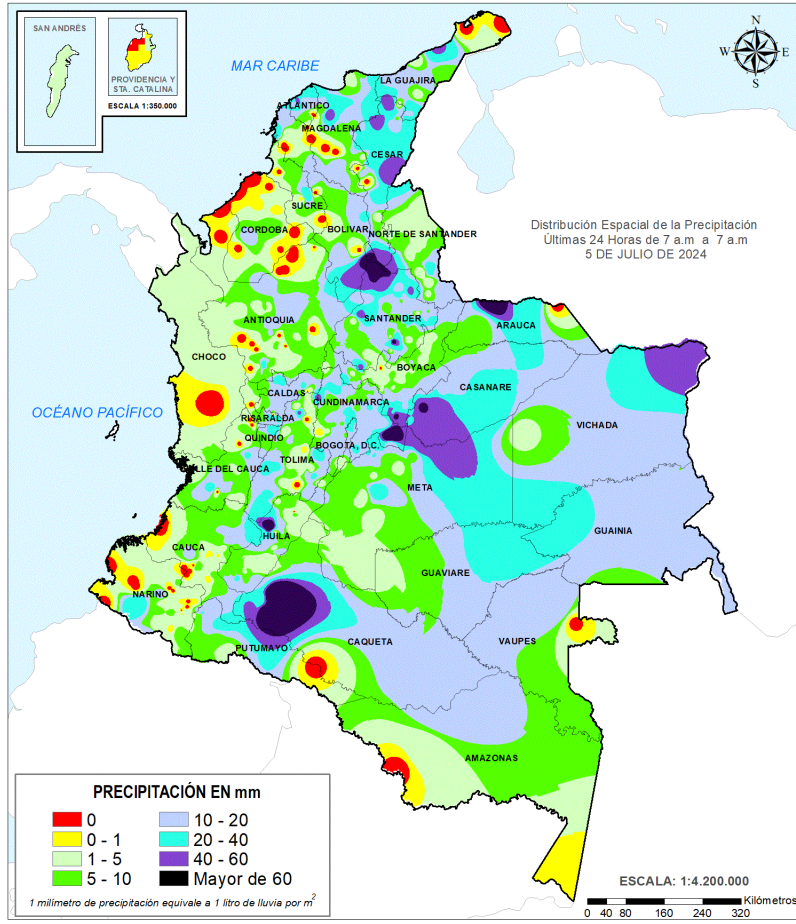 SAN ANDRÉS
PROVIDENCIA Y
STA. CATALINA
ESCALA 1:350.000
N
W
E
S
MAR CARIBE
LA GUAJIRA
ATLANTICO
MAGDALENA
CESAR
SUCRE
CORDOBA
BOLIVAR
NORTE DE SANTANDER
Distribución Espacial de la Precipitación
Últimas 24 Horas de 7 a.m a 7 a.m
5 DE JULIO DE 2024
ANTIOQUIA
SANTANDER
ARAUCA
CHOCO
BOYACA
CASANARE
CALDAS
CUNDINAMARCA
OCÉANO PACÍFICO
RISARALDA
VICHADA
QUINDIO
BOGOTA, D.C.
TOLIMA
VALLE DEL CAUCA
META
GUAINIA
HUILA
CAUCA
GUAVIARE
NARIÑO
CAQUETA
VAUPES
PUTUMAYO
AMAZONAS
PRECIPITACIÓN EN mm
0
10 - 20
0 - 1
20 - 40
1 - 5
40 - 60
5 - 10
Mayor de 60
1 milímetro de precipitación equivale a 1 litro de lluvia por m2
ESCALA: 1:4.200.000
Kilómetros
0 40 80 160 240 320